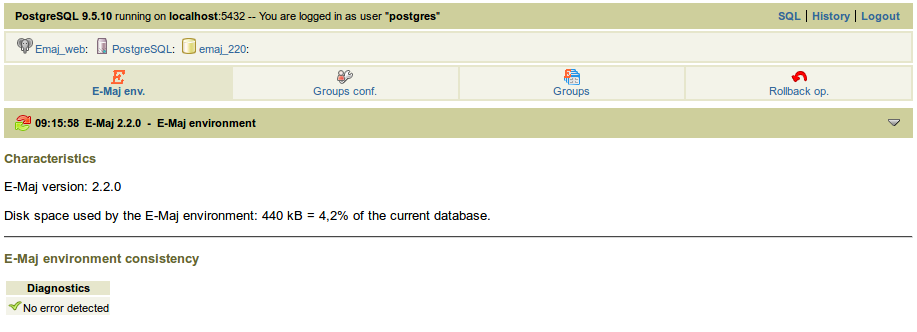 PostgreSQL 9.5.10 running on localhost:5432 -- You are logged in as user "postgres"
SQL | History | Logout
Emaj_web: PostgreSQL: emaj_220:
E-Maj env.
Groups conf.
Groups
Rollback op.
09:15:58 E-Maj 2.2.0 - E-Maj environment
Characteristics
E-Maj version: 2.2.0
Disk space used by the E-Maj environment: 440 kB = 4,2% of the current database.
E-Maj environment consistency
Diagnostics
No error detected